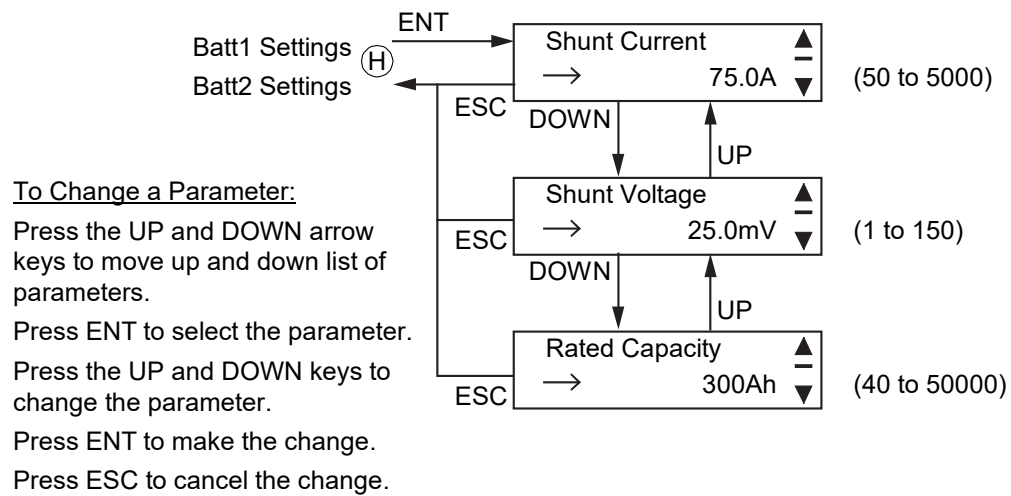 ENT
Batt1 Settings
H
Batt2 Settings
Shunt Current
→ 75.0A
(50 to 5000)
ESC
DOWN
UP
Shunt Voltage
→ 25.0mV
(1 to 150)
ESC
DOWN
UP
Rated Capacity
→ 300Ah
(40 to 50000)
ESC
To Change a Parameter:
Press the UP and DOWN arrow
keys to move up and down list of
parameters.
Press ENT to select the parameter.
Press the UP and DOWN keys to
change the parameter.
Press ENT to make the change.
Press ESC to cancel the change.